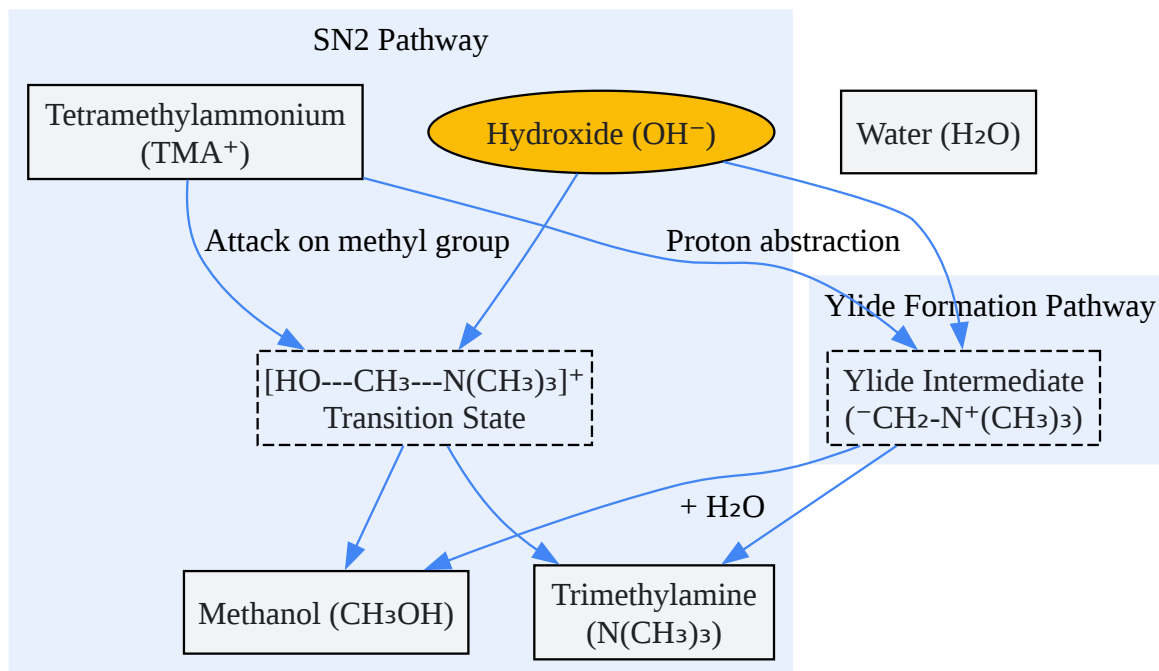 SN2 Pathway
Tetramethylammonium
(TMA⁺)
Hydroxide (OH⁻)
Water (H₂O)
Attack on methyl group
Proton abstraction
Ylide Formation Pathway
[HO---CH₃---N(CH₃)₃]⁺
Transition State
Ylide Intermediate
(⁻CH₂-N⁺(CH₃)₃)
+ H₂O
Methanol (CH₃OH)
Trimethylamine
(N(CH₃)₃)